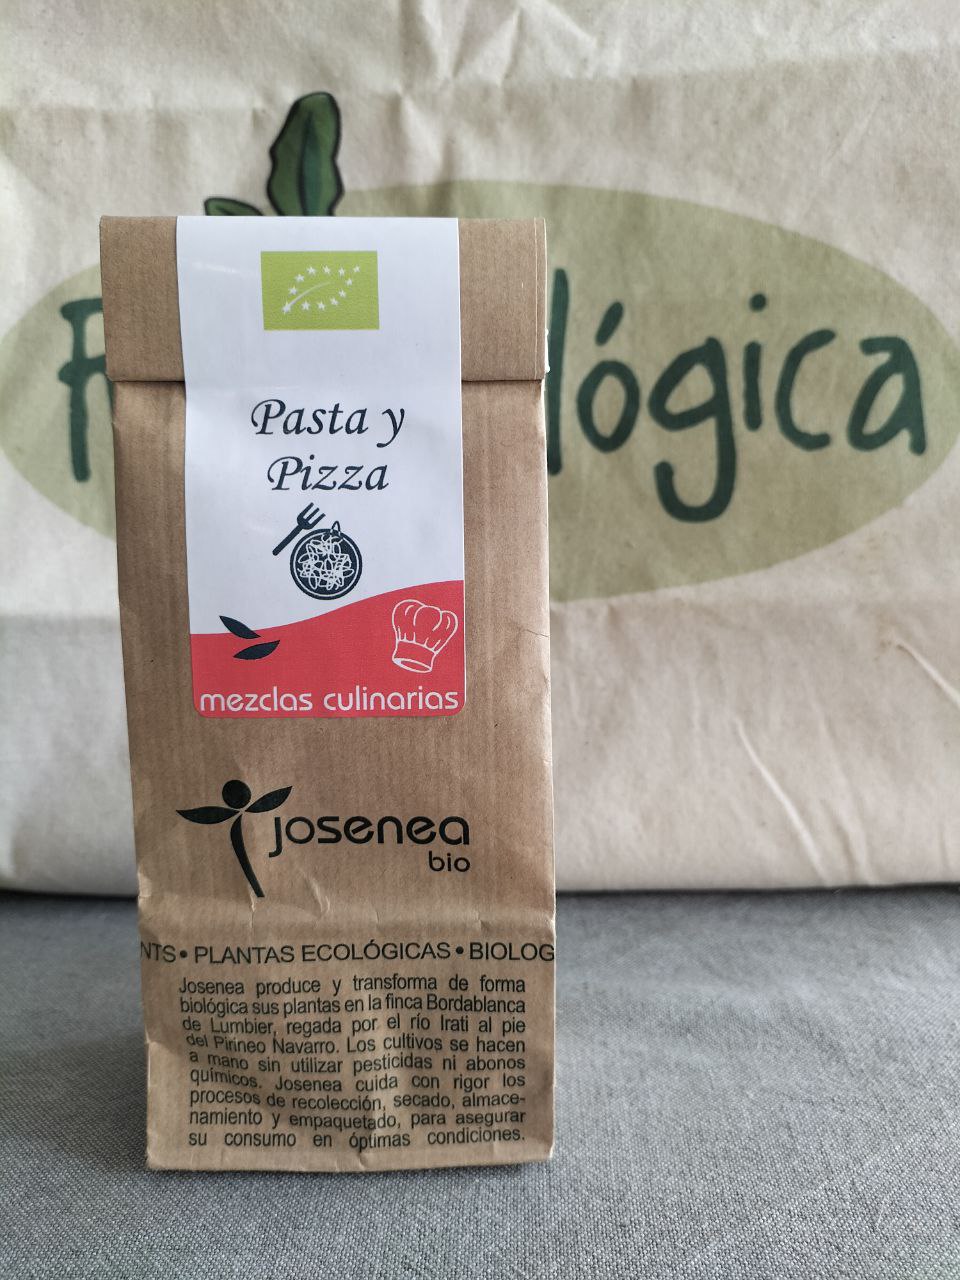 Pasta y
Pizza
mezclas culinarias
josenea
bio
PLANTAS ECOLÓGICAS •
Josenea produce y transforma de forma
biológica sus plantas en la finca Bordablanca
de Lumbier, regada por el río Irati al pie
del Pirineo Navarro. Los cultivos se hacen
a mano sin utilizar pesticidas ni abonos
químicos. Josenea cuida con rigor los
procesos de recolección, secado, almace-
namiento y empaquetado, para asegurar
su consumo en óptimas condiciones.